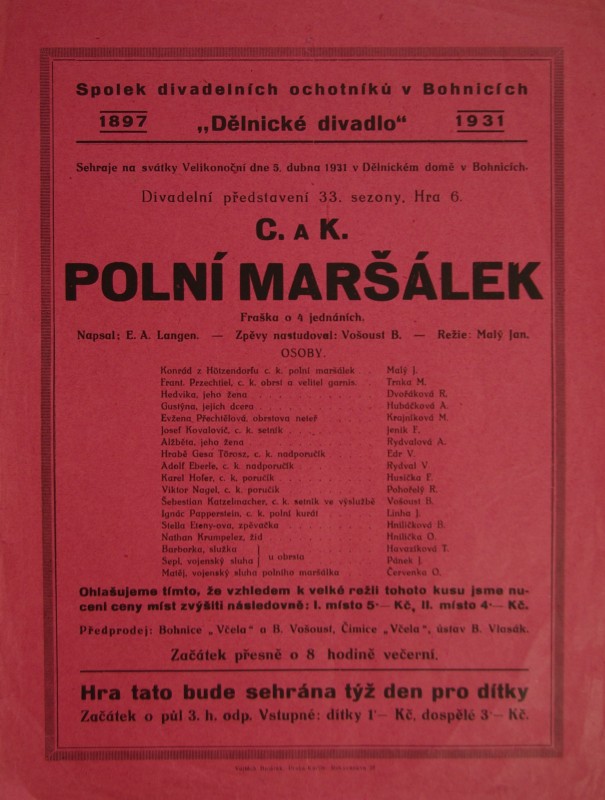 Spolek divadelních ochotníků v Bohnicích
1897 „Dělnické divadlo" 1931
Sehraje na svátky Velikonoční dne 5. dubna 1931 v Dělnickém domě v Bohnicích.
Divadelní představení 33. sezony, Hra 6.
C. A K.
POLNÍ MARŠÁLEK
Fraška o 4 jednáních.
Napsal: E. A. Langen. — Zpěvy nastudoval: Vošoust B. — Režie: Malý Jan.
OSOBY.
Konrád z Hötzendorfu c. k. polní maršálek . . . Malý J.
Frant. Przechtiel, c. k. obrst a velitel garnis. . . Trnka M.
Hedvika, jeho žena . . . Dvořáková R.
Gustýna, jejich dcera . . . Hubáčková A.
Evžena Přechtělová, obrstova neteř . . . Krajníková M.
Josef Kovalovič, c. k. setník . . . Jeník F.
Alžběta, jeho žena . . . Rydvalová A.
Hrabě Gesa Törosz, c. k. nadporučík . . . Edr V.
Adolf Eberle, c. k. nadporučík . . . Rydval V.
Karel Hofer, c. k. poručík . . . Husička F.
Viktor Nagel, c. k. poručík . . . Pohořelý R.
Šebestian Katzelmacher, c. k. setník ve výslužbě Vošoust B.
Ignác Papperstein, c. k. polní kurát . . . Linha J.
Stella Eteny-ova, zpěvačka . . . Hniličková B.
Nathan Krumpelez, žid . . . Hnilička O.
Barbarka, služka | u obrsta . . . Havasíková T.
Sepl, vojenský sluha | Pánek J.
Matěj, vojenský sluha polního maršálka . . . Červenka O.
Ohlašujeme tímto, že vzhledem k velké režii tohoto kusu jsme nu-
ceni ceny míst zvýšiti následovně: I. místo 5·– Kč, II. místo 4·– Kč.
Předprodej: Bohnice „Včela" a B. Vošoust, Čimice „Včela", ústav B. Vlasák.
Začátek přesně o 8 hodině večerní.
Hra tato bude sehrána týž den pro dítky
Začátek o půl 3. h. odp. Vstupné: dítky 1·– Kč, dospělé 3·– Kč.